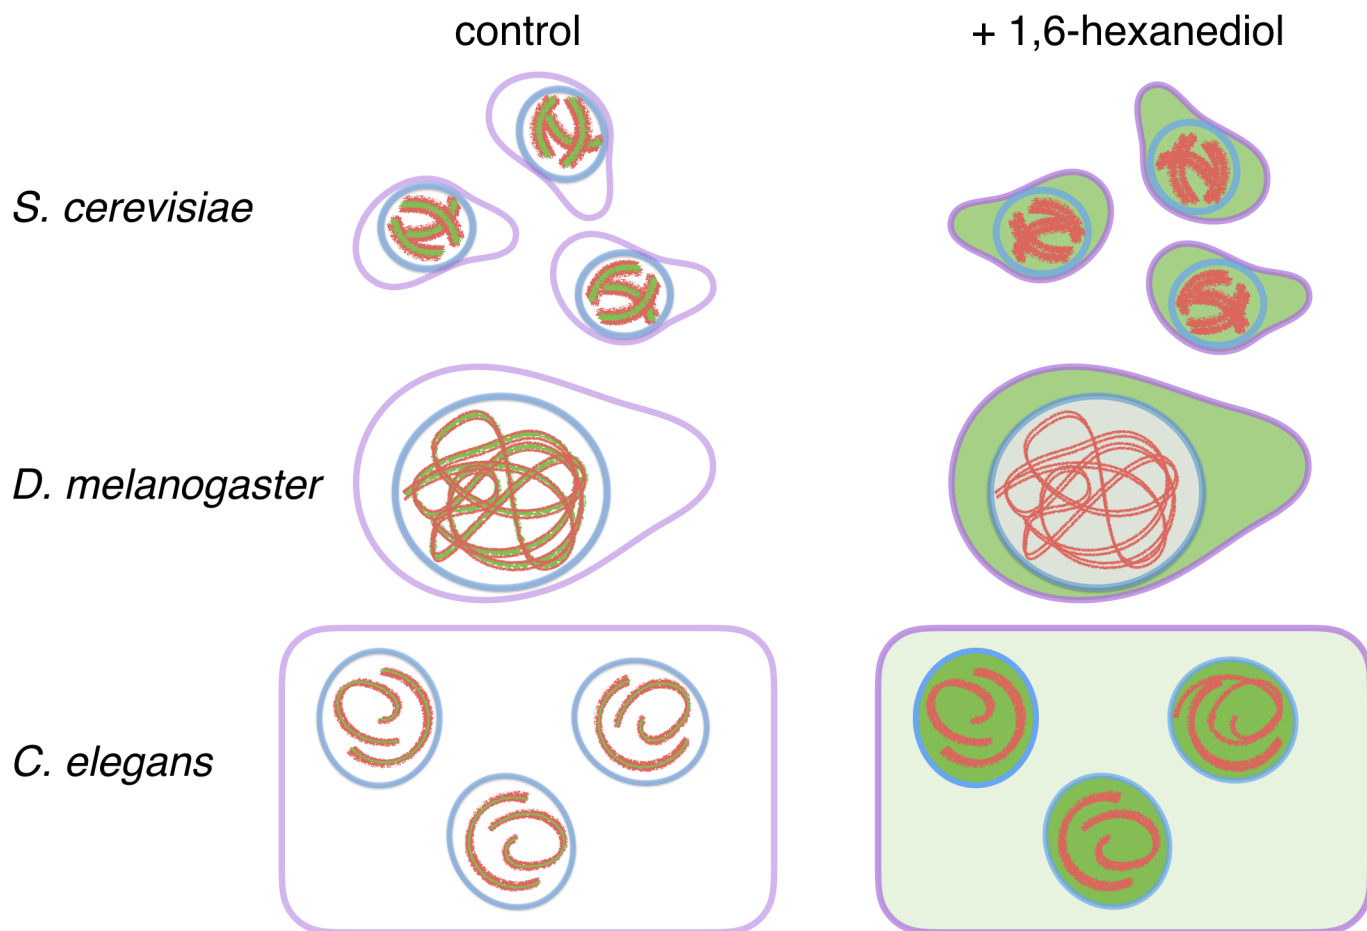 control
+ 1,6-hexanediol
S. cerevisiae
D. melanogaster
C. elegans